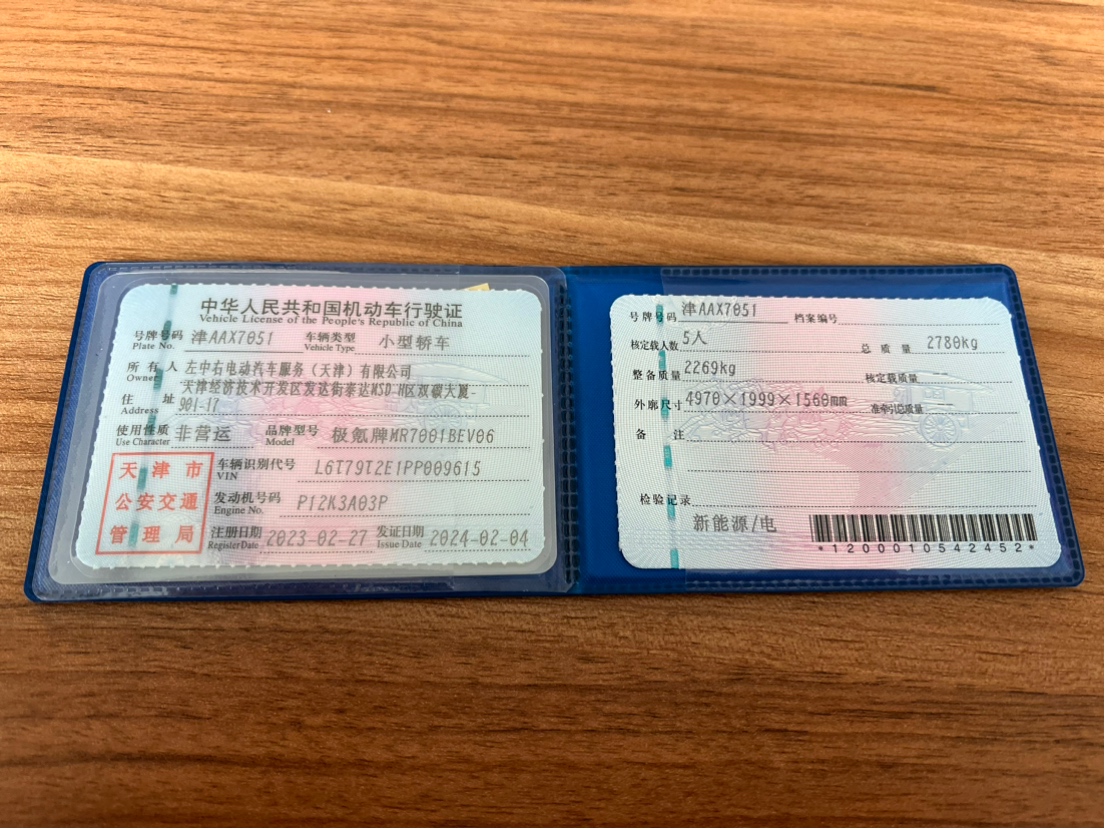 中华人民共和国机动车行驶证
Vehicle License of the People's Republic of China
号牌号码 津AAX7051 车辆类型 小型轿车
Plate No. Vehicle Type
所有人 左中右电动汽车服务（天津）有限公司
Owner
住址 天津经济技术开发区发达街泰达MSD-H区双碳大厦-
Address 901-17
使用性质 非营运 品牌型号 极氪牌MR7001BEV06
Use Character Model
天津市
公安交通
管理局
车辆识别代号 L6T79T2E1PP009615
VIN
发动机号码 P12K3A03P
Engine No.
注册日期 2023-02-27 发证日期 2024-02-04
Register Date Issue Date
号牌号码 津AAX7051 档案编号
核定载人数 5人 总质量 2780kg
整备质量 2269kg 核定载质量
外廓尺寸 4970×1999×1560mm 准牵引总质量
备注
检验记录
新能源/电
*1200010542452*